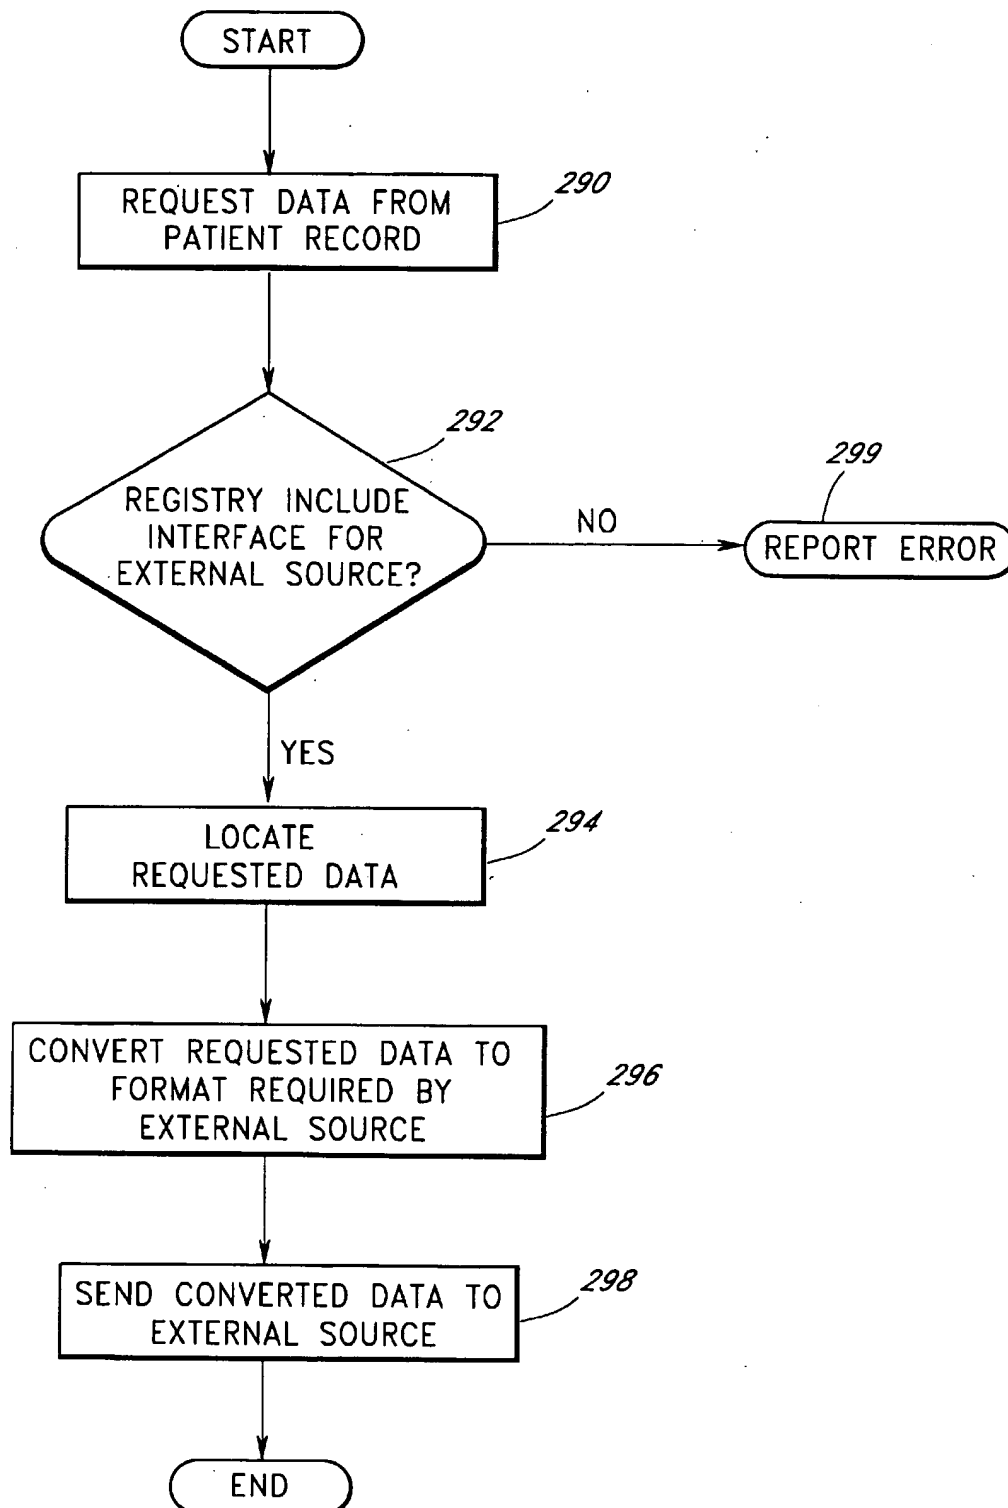 START
REQUEST DATA FROM
PATIENT RECORD
290
REGISTRY INCLUDE
INTERFACE FOR
EXTERNAL SOURCE?
292
NO
REPORT ERROR
299
YES
LOCATE
REQUESTED DATA
294
CONVERT REQUESTED DATA TO
FORMAT REQUIRED BY
EXTERNAL SOURCE
296
SEND CONVERTED DATA TO
EXTERNAL SOURCE
298
END